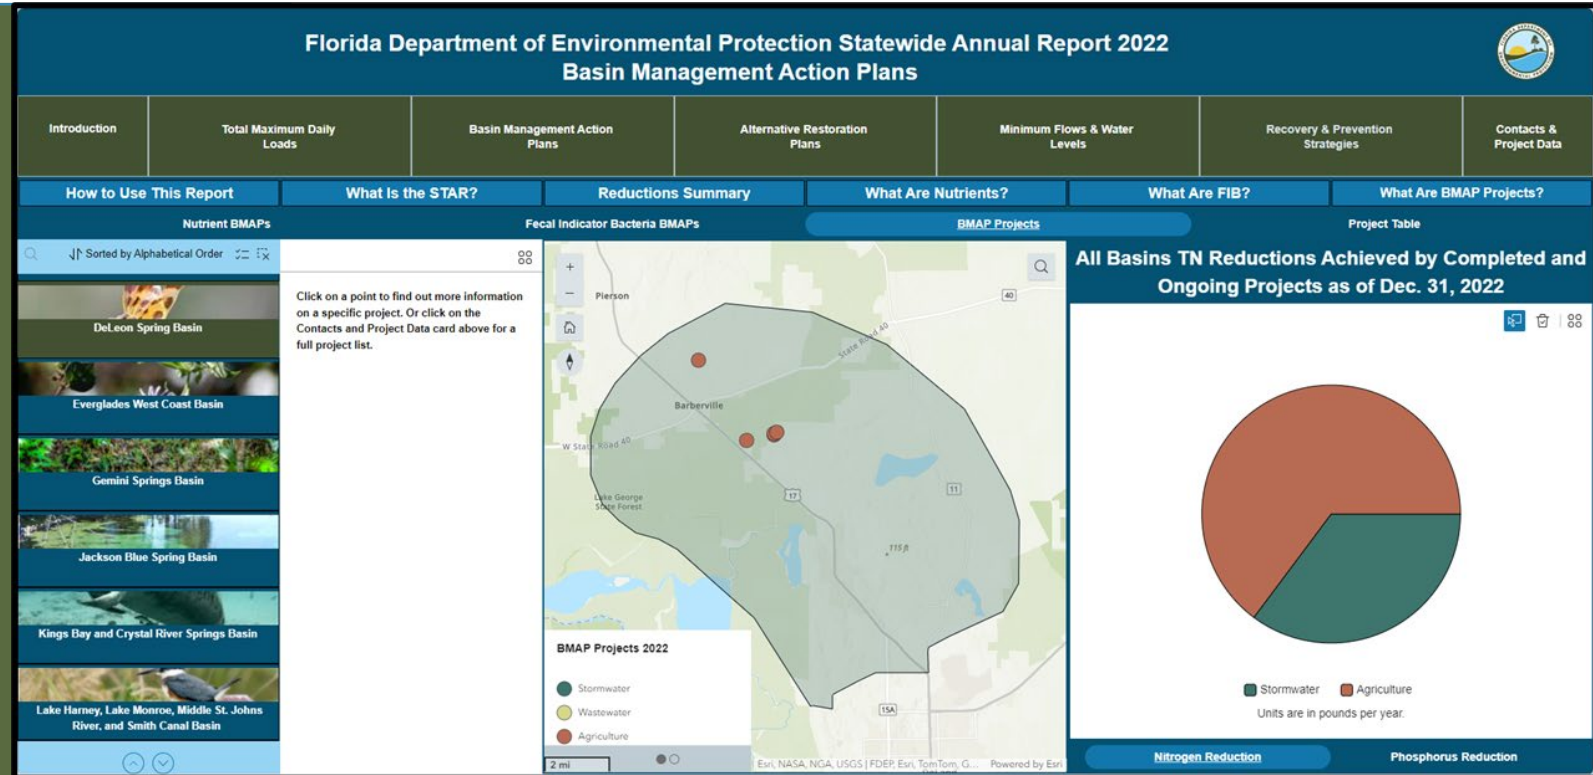 Florida Department of Environmental Protection Statewide Annual Report 2022
Basin Management Action Plans
Introduction
Total Maximum Daily
Loads
Basin Management Action
Plans
Alternative Restoration
Plans
Minimum Flows & Water
Levels
Recovery & Prevention
Strategies
Contacts &
Project Data
How to Use This Report
What Is the STAR?
Reductions Summary
What Are Nutrients?
What Are FIB?
What Are BMAP Projects?
Nutrient BMAPs
Fecal Indicator Bacteria BMAPs
BMAP Projects
Project Table
Sorted by Alphabetical Order
DeLeon Spring Basin
Everglades West Coast Basin
Gemini Springs Basin
Jackson Blue Spring Basin
Kings Bay and Crystal River Springs Basin
Lake Harney, Lake Monroe, Middle St. Johns
River, and Smith Canal Basin
Click on a point to find out more information
on a specific project. Or click on the
Contacts and Project Data card above for a
full project list.
Pierson
40
State Road 40
Barberville
W State Road 40
Lake George
State Forest
17
11
115 ft
15A
BMAP Projects 2022
Stormwater
Wastewater
Agriculture
2 mi
Esri, NASA, NGA, USGS | FDEP, Esri, TomTom, G... Powered by Esri
All Basins TN Reductions Achieved by Completed and
Ongoing Projects as of Dec. 31, 2022
Stormwater
Agriculture
Units are in pounds per year.
Nitrogen Reduction
Phosphorus Reduction